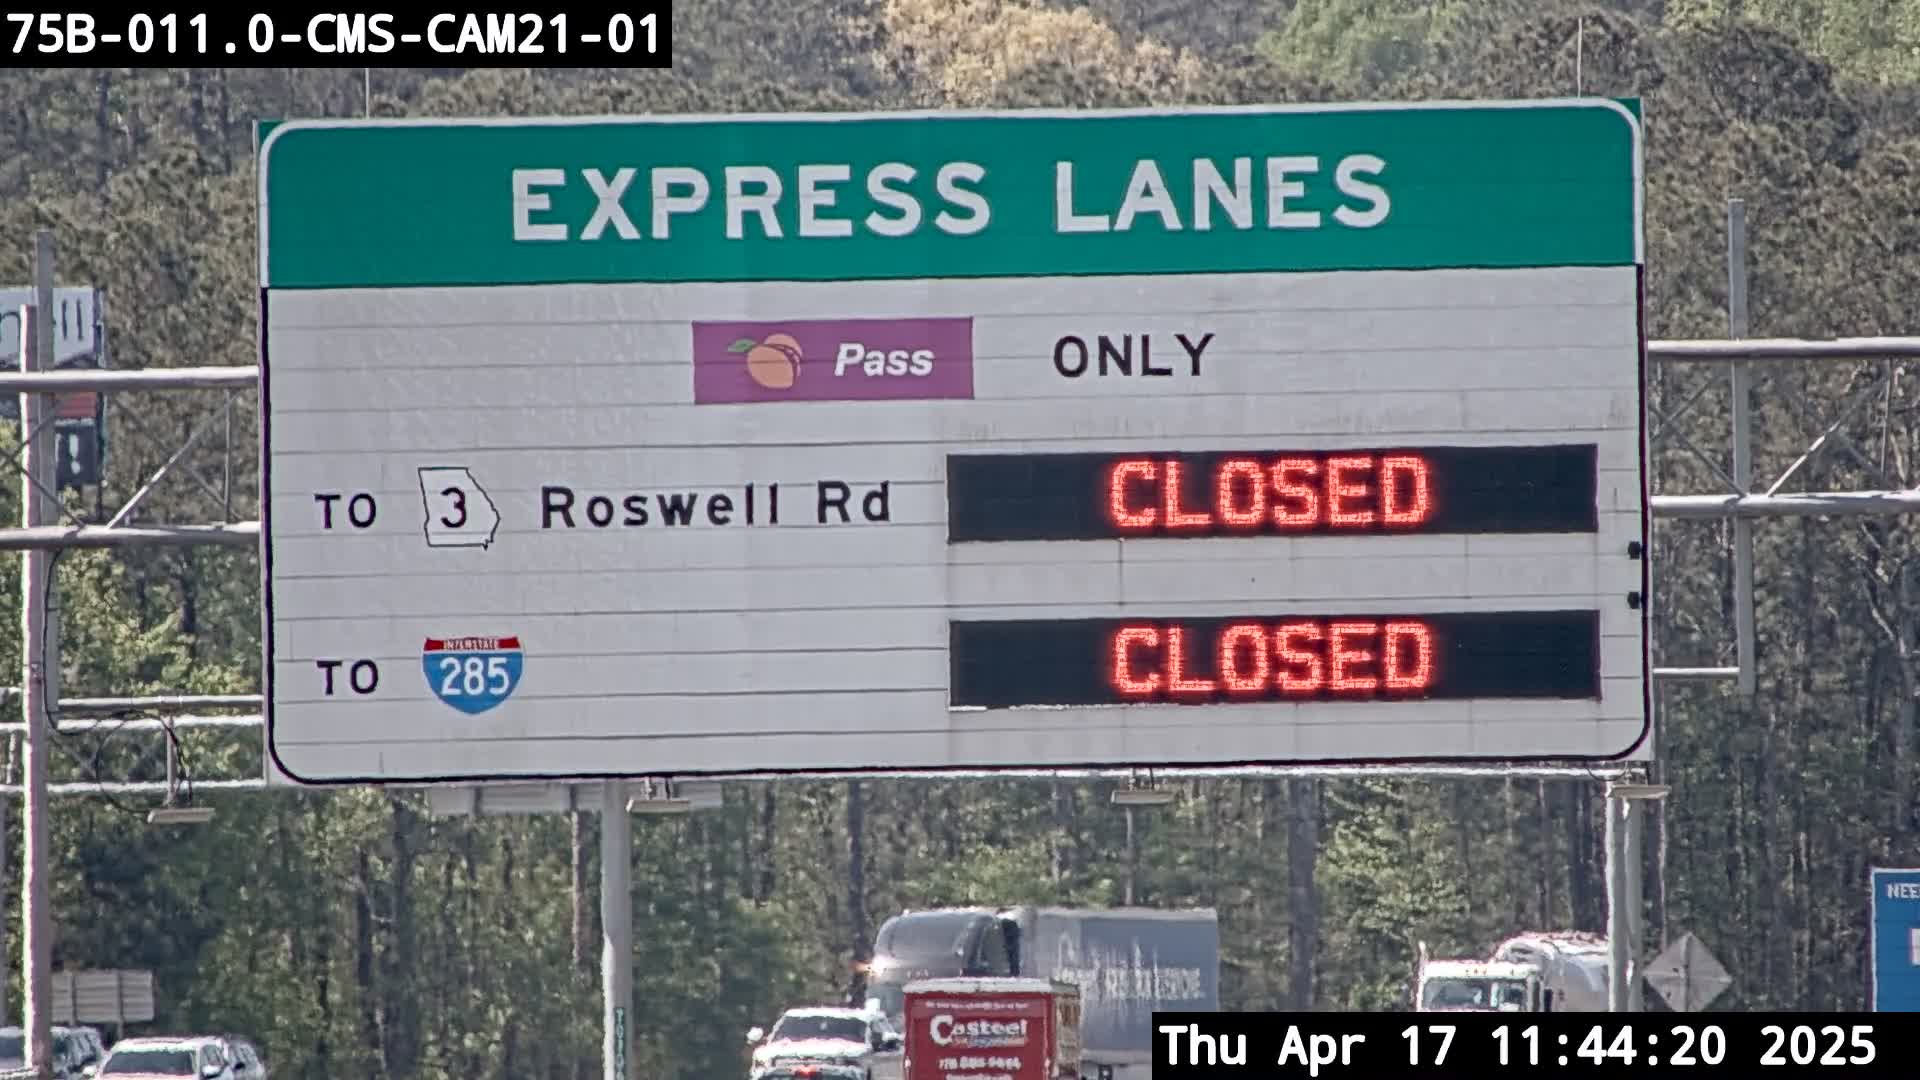 75B-011.0-CMS-CAM21-01
EXPRESS LANES
Pass ONLY
TO 3 Roswell Rd CLOSED
INTERSTATE
TO 285 CLOSED
NEE
Casteel
Thu Apr 17 11:44:20 2025